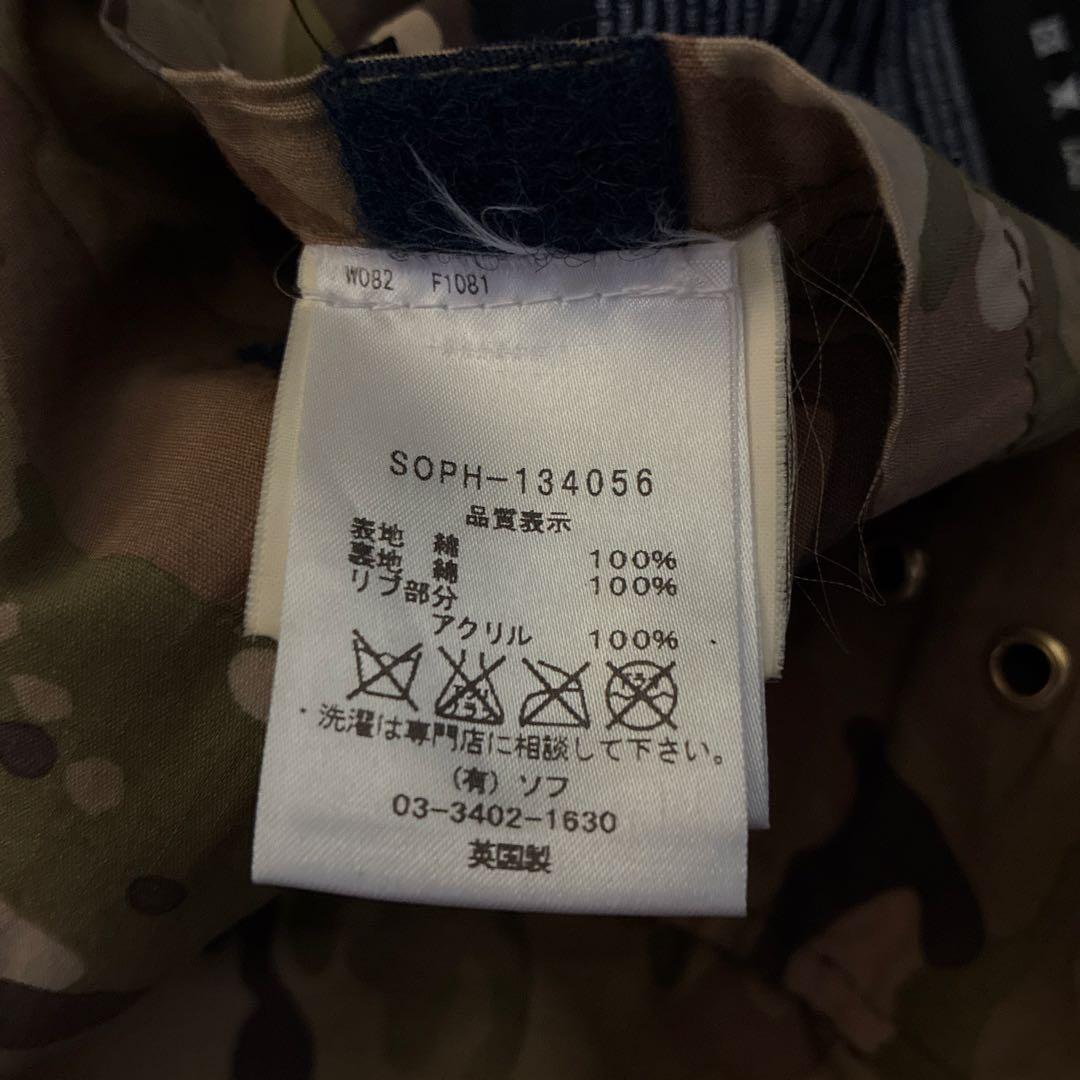 W082 F1081
SOPH-134056
品質表示
表地 綿 100%
裏地 綿 100%
リブ部分
アクリル 100%
・洗濯は専門店に相談して下さい。
(有) ソフ
03-3402-1630
英国製